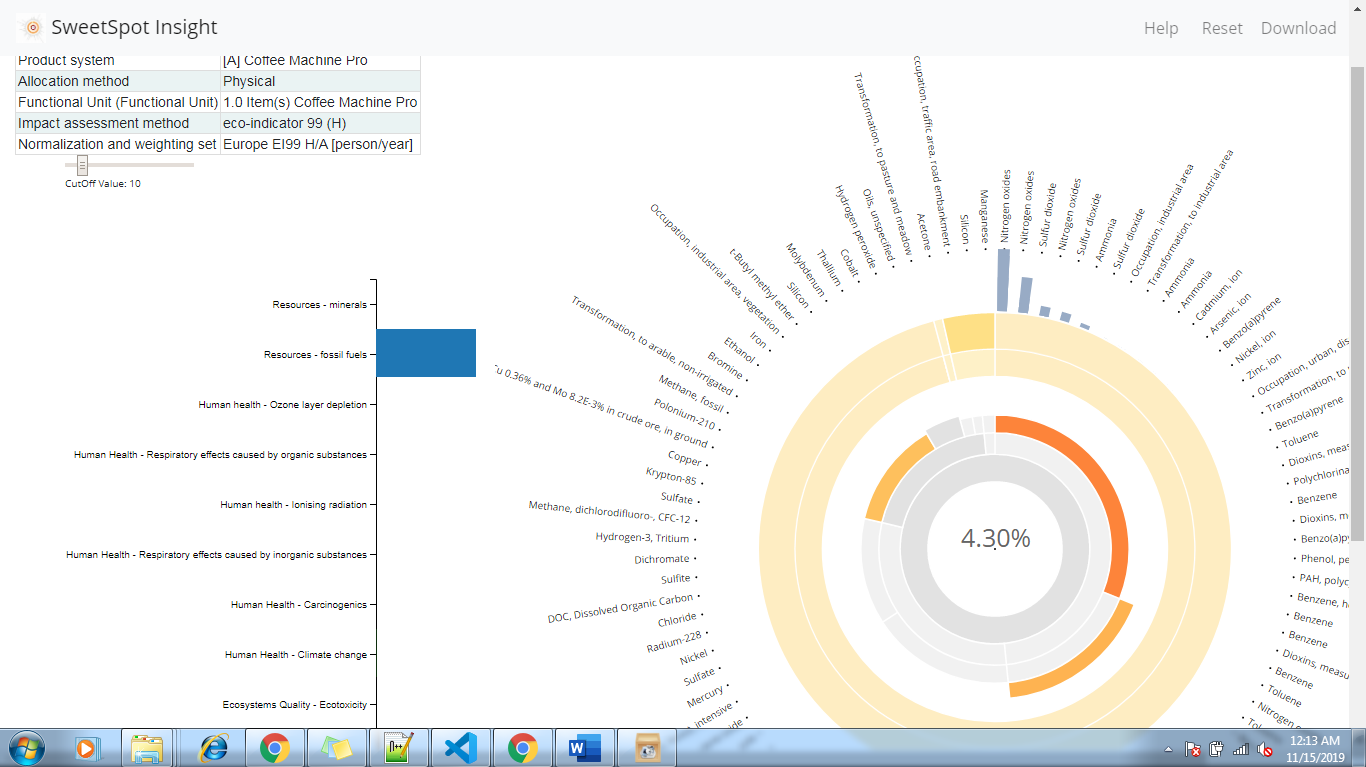 SweetSpot Insight
Help Reset Download
Product system [A] Coffee Machine Pro
Allocation method Physical
Functional Unit (Functional Unit) 1.0 Item(s) Coffee Machine Pro
Impact assessment method eco-indicator 99 (H)
Normalization and weighting set Europe EI99 H/A [person/year]
CutOff Value: 10
Resources - minerals
Resources - fossil fuels
Human health - Ozone layer depletion
Human Health - Respiratory effects caused by organic substances
Human health - Ionising radiation
Human Health - Respiratory effects caused by inorganic substances
Human Health - Carcinogenics
Human Health - Climate change
Ecosystems Quality - Ecotoxicity
4.30%
Mercury
Sulfate
Nickel
Radium-228
Chloride
DOC, Dissolved Organic Carbon
Sulfite
Dichromate
Hydrogen-3, Tritium
Methane, dichlorodifluoro-, CFC-12
Sulfate
Krypton-85
Copper
0.36% and Mo 8.2E-3% in crude ore, in ground
Polonium-210
Methane, fossil
Transformation, to arable, non-irrigated
Bromine
Ethanol
Iron
Occupation, industrial area, vegetation
t-Butyl methyl ether
Silicon
Molybdenum
Thallium
Cobalt
Hydrogen peroxide
Oils, unspecified
Transformation, to pasture and meadow
Acetone
ccupation, traffic area, road embankment
Silicon
Manganese
Nitrogen oxides
Nitrogen oxides
Sulfur dioxide
Nitrogen oxides
Sulfur dioxide
Ammonia
Sulfur dioxide
Occupation, industrial area
Transformation, to industrial area
Ammonia
Ammonia
Cadmium, ion
Arsenic, ion
Benzo(a)pyrene
Nickel, ion
Zinc, ion
Occupation, urban, dis
Transformation, to
Benzo(a)pyrene
Toluene
Dioxins, meas
Polychlorina
Benzene
Dioxins, m
Benzo(a)py
Phenol, pe
PAH, polyc
Benzene, h
Benzene
Benzene
Dioxins, measu
Benzene
Toluene
Nitrogen
12:13 AM
11/15/2019